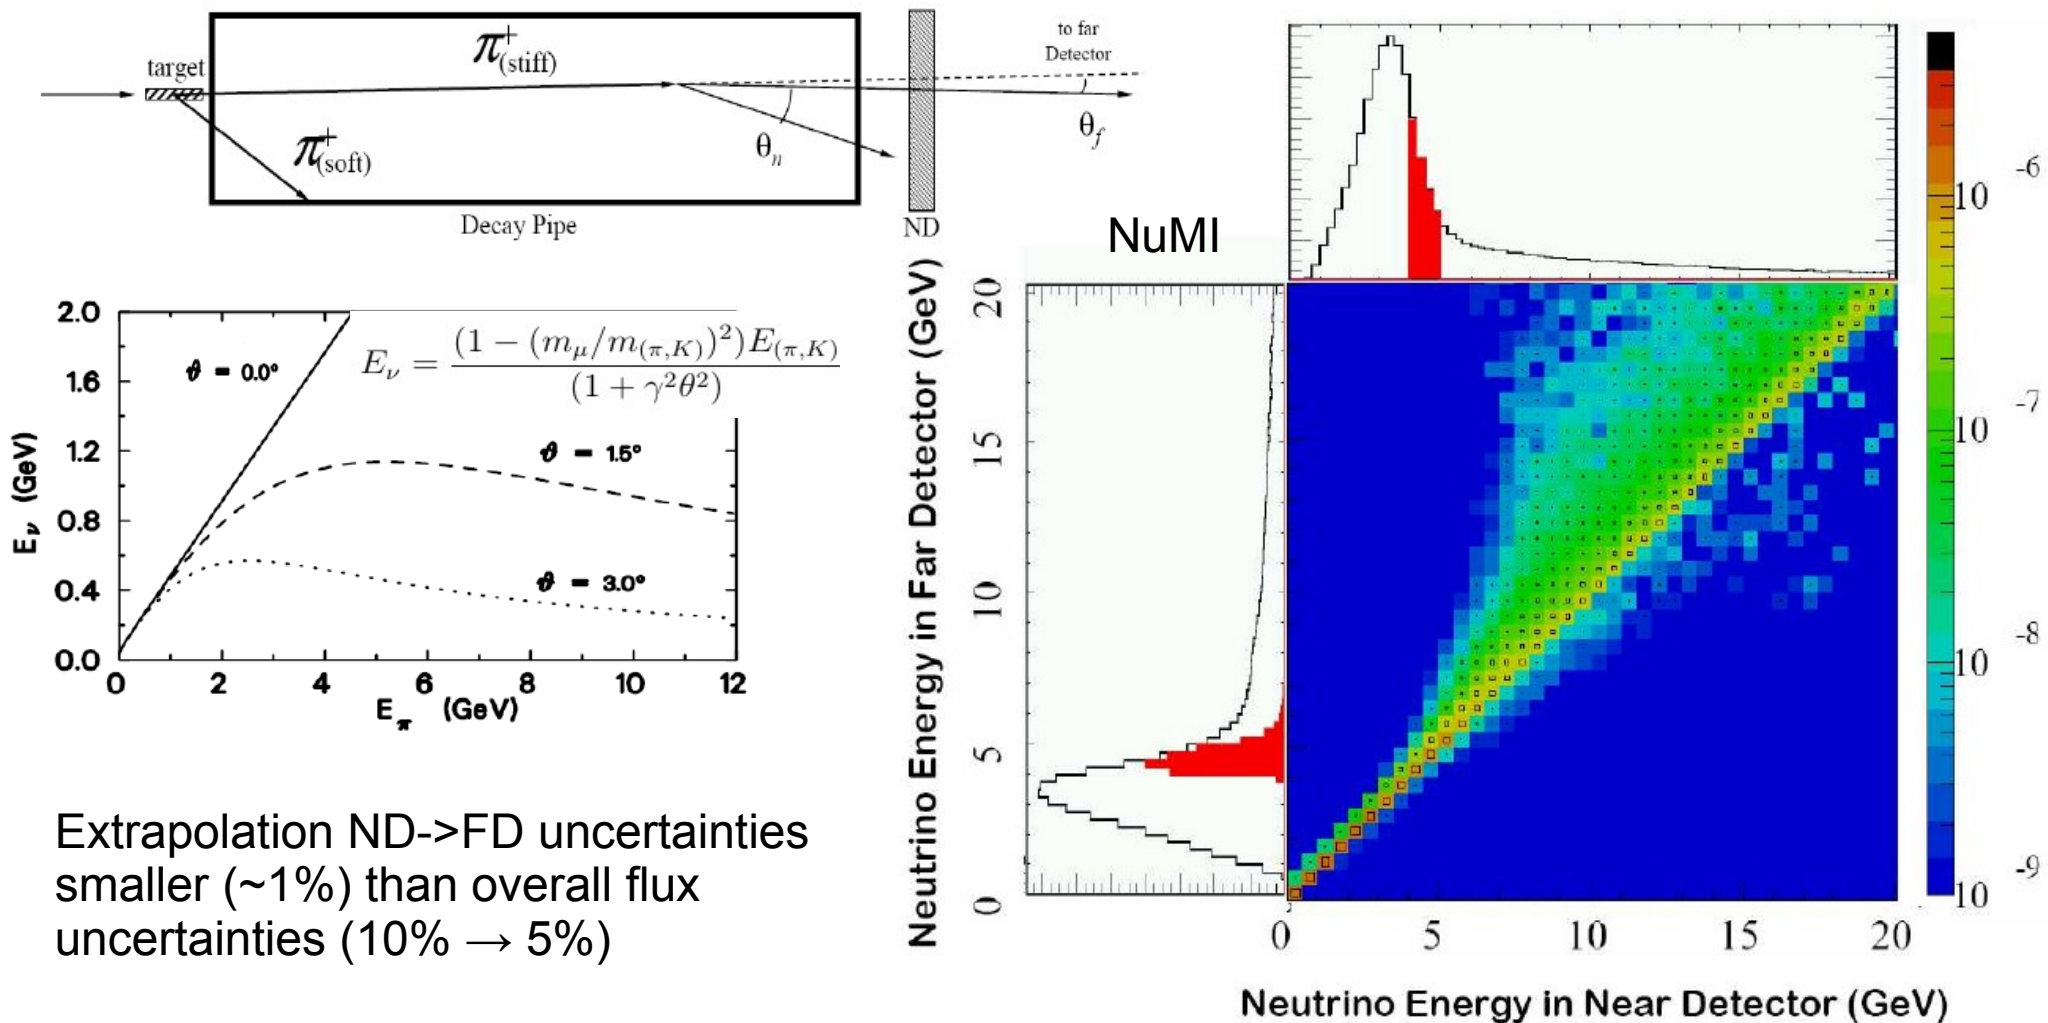 target
π+(stiff)
π+(soft)
θn
to far
Detector
θf
Decay Pipe
ND
NuMI
2.0
1.6
1.2
0.8
0.4
0.0
Eν (GeV)
ϑ = 0.0°
ϑ = 1.5°
ϑ = 3.0°
Eν = (1 − (mμ/m(π,K))²)E(π,K)
(1 + γ²θ²)
0 2 4 6 8 10 12
Eπ (GeV)
Extrapolation ND->FD uncertainties
smaller (~1%) than overall flux
uncertainties (10% → 5%)
Neutrino Energy in Far Detector (GeV)
20
15
10
5
0
0 5 10 15 20
Neutrino Energy in Near Detector (GeV)
10 -6
10 -7
10 -8
10 -9